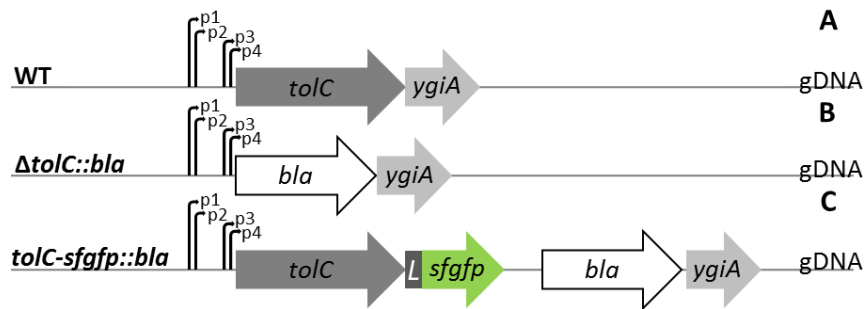 A
p1
p2
p3
p4
WT
tolC
ygiA
gDNA
B
p1
p2
p3
p4
ΔtolC::bla
bla
ygiA
gDNA
C
p1
p2
p3
p4
tolC-sfgfp::bla
tolC
L
sfgfp
bla
ygiA
gDNA